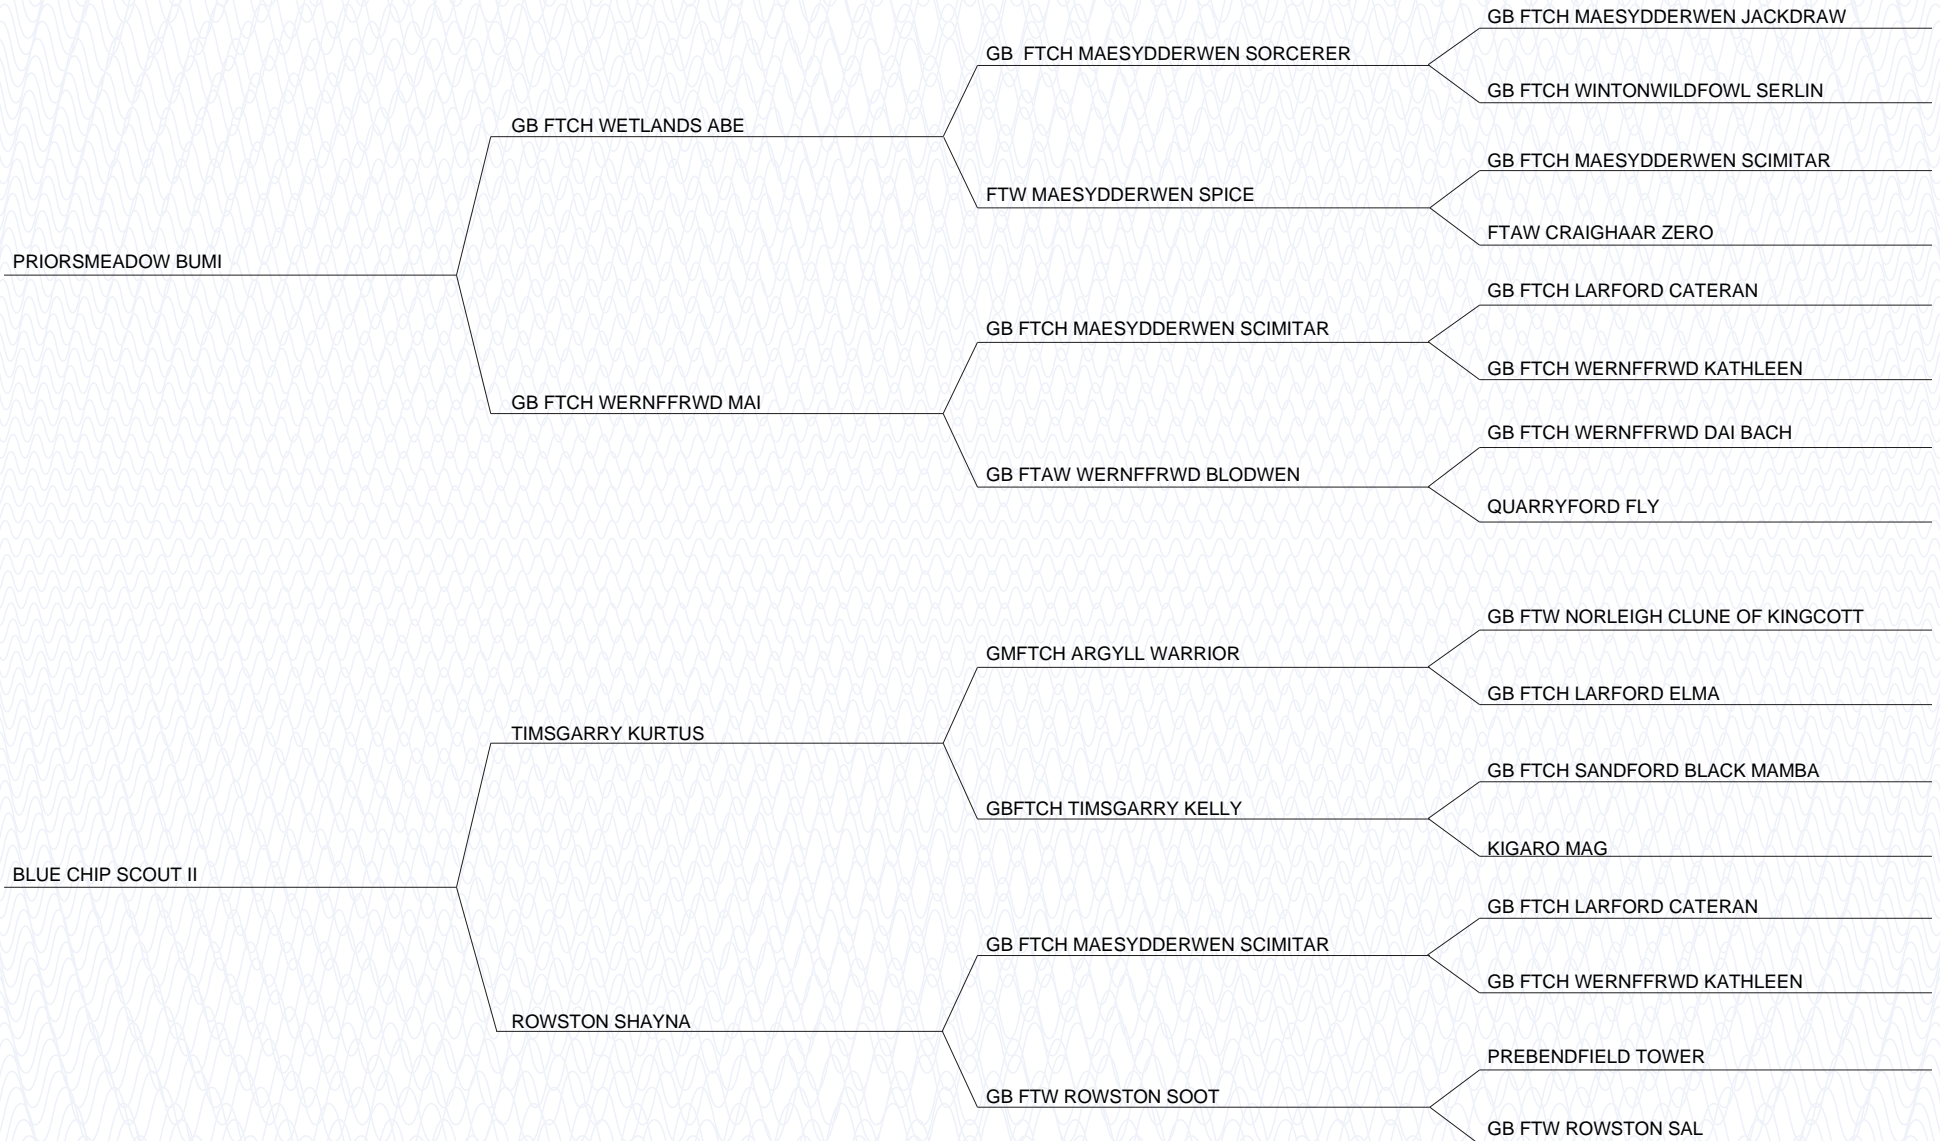 GB FTCH MAESYDDERWEN JACKDRAW
GB  FTCH MAESYDDERWEN SORCERER
GB FTCH WINTONWILDFOWL SERLIN
GB FTCH WETLANDS ABE
GB FTCH MAESYDDERWEN SCIMITAR
FTW MAESYDDERWEN SPICE
FTAW CRAIGHAAR ZERO
PRIORSMEADOW BUMI
GB FTCH LARFORD CATERAN
GB FTCH MAESYDDERWEN SCIMITAR
GB FTCH WERNFFRWD KATHLEEN
GB FTCH WERNFFRWD MAI
GB FTCH WERNFFRWD DAI BACH
GB FTAW WERNFFRWD BLODWEN
QUARRYFORD FLY
GB FTW NORLEIGH CLUNE OF KINGCOTT
GMFTCH ARGYLL WARRIOR
GB FTCH LARFORD ELMA
TIMSGARRY KURTUS
GB FTCH SANDFORD BLACK MAMBA
GBFTCH TIMSGARRY KELLY
KIGARO MAG
BLUE CHIP SCOUT II
GB FTCH LARFORD CATERAN
GB FTCH MAESYDDERWEN SCIMITAR
GB FTCH WERNFFRWD KATHLEEN
ROWSTON SHAYNA
PREBENDFIELD TOWER
GB FTW ROWSTON SOOT
GB FTW ROWSTON SAL